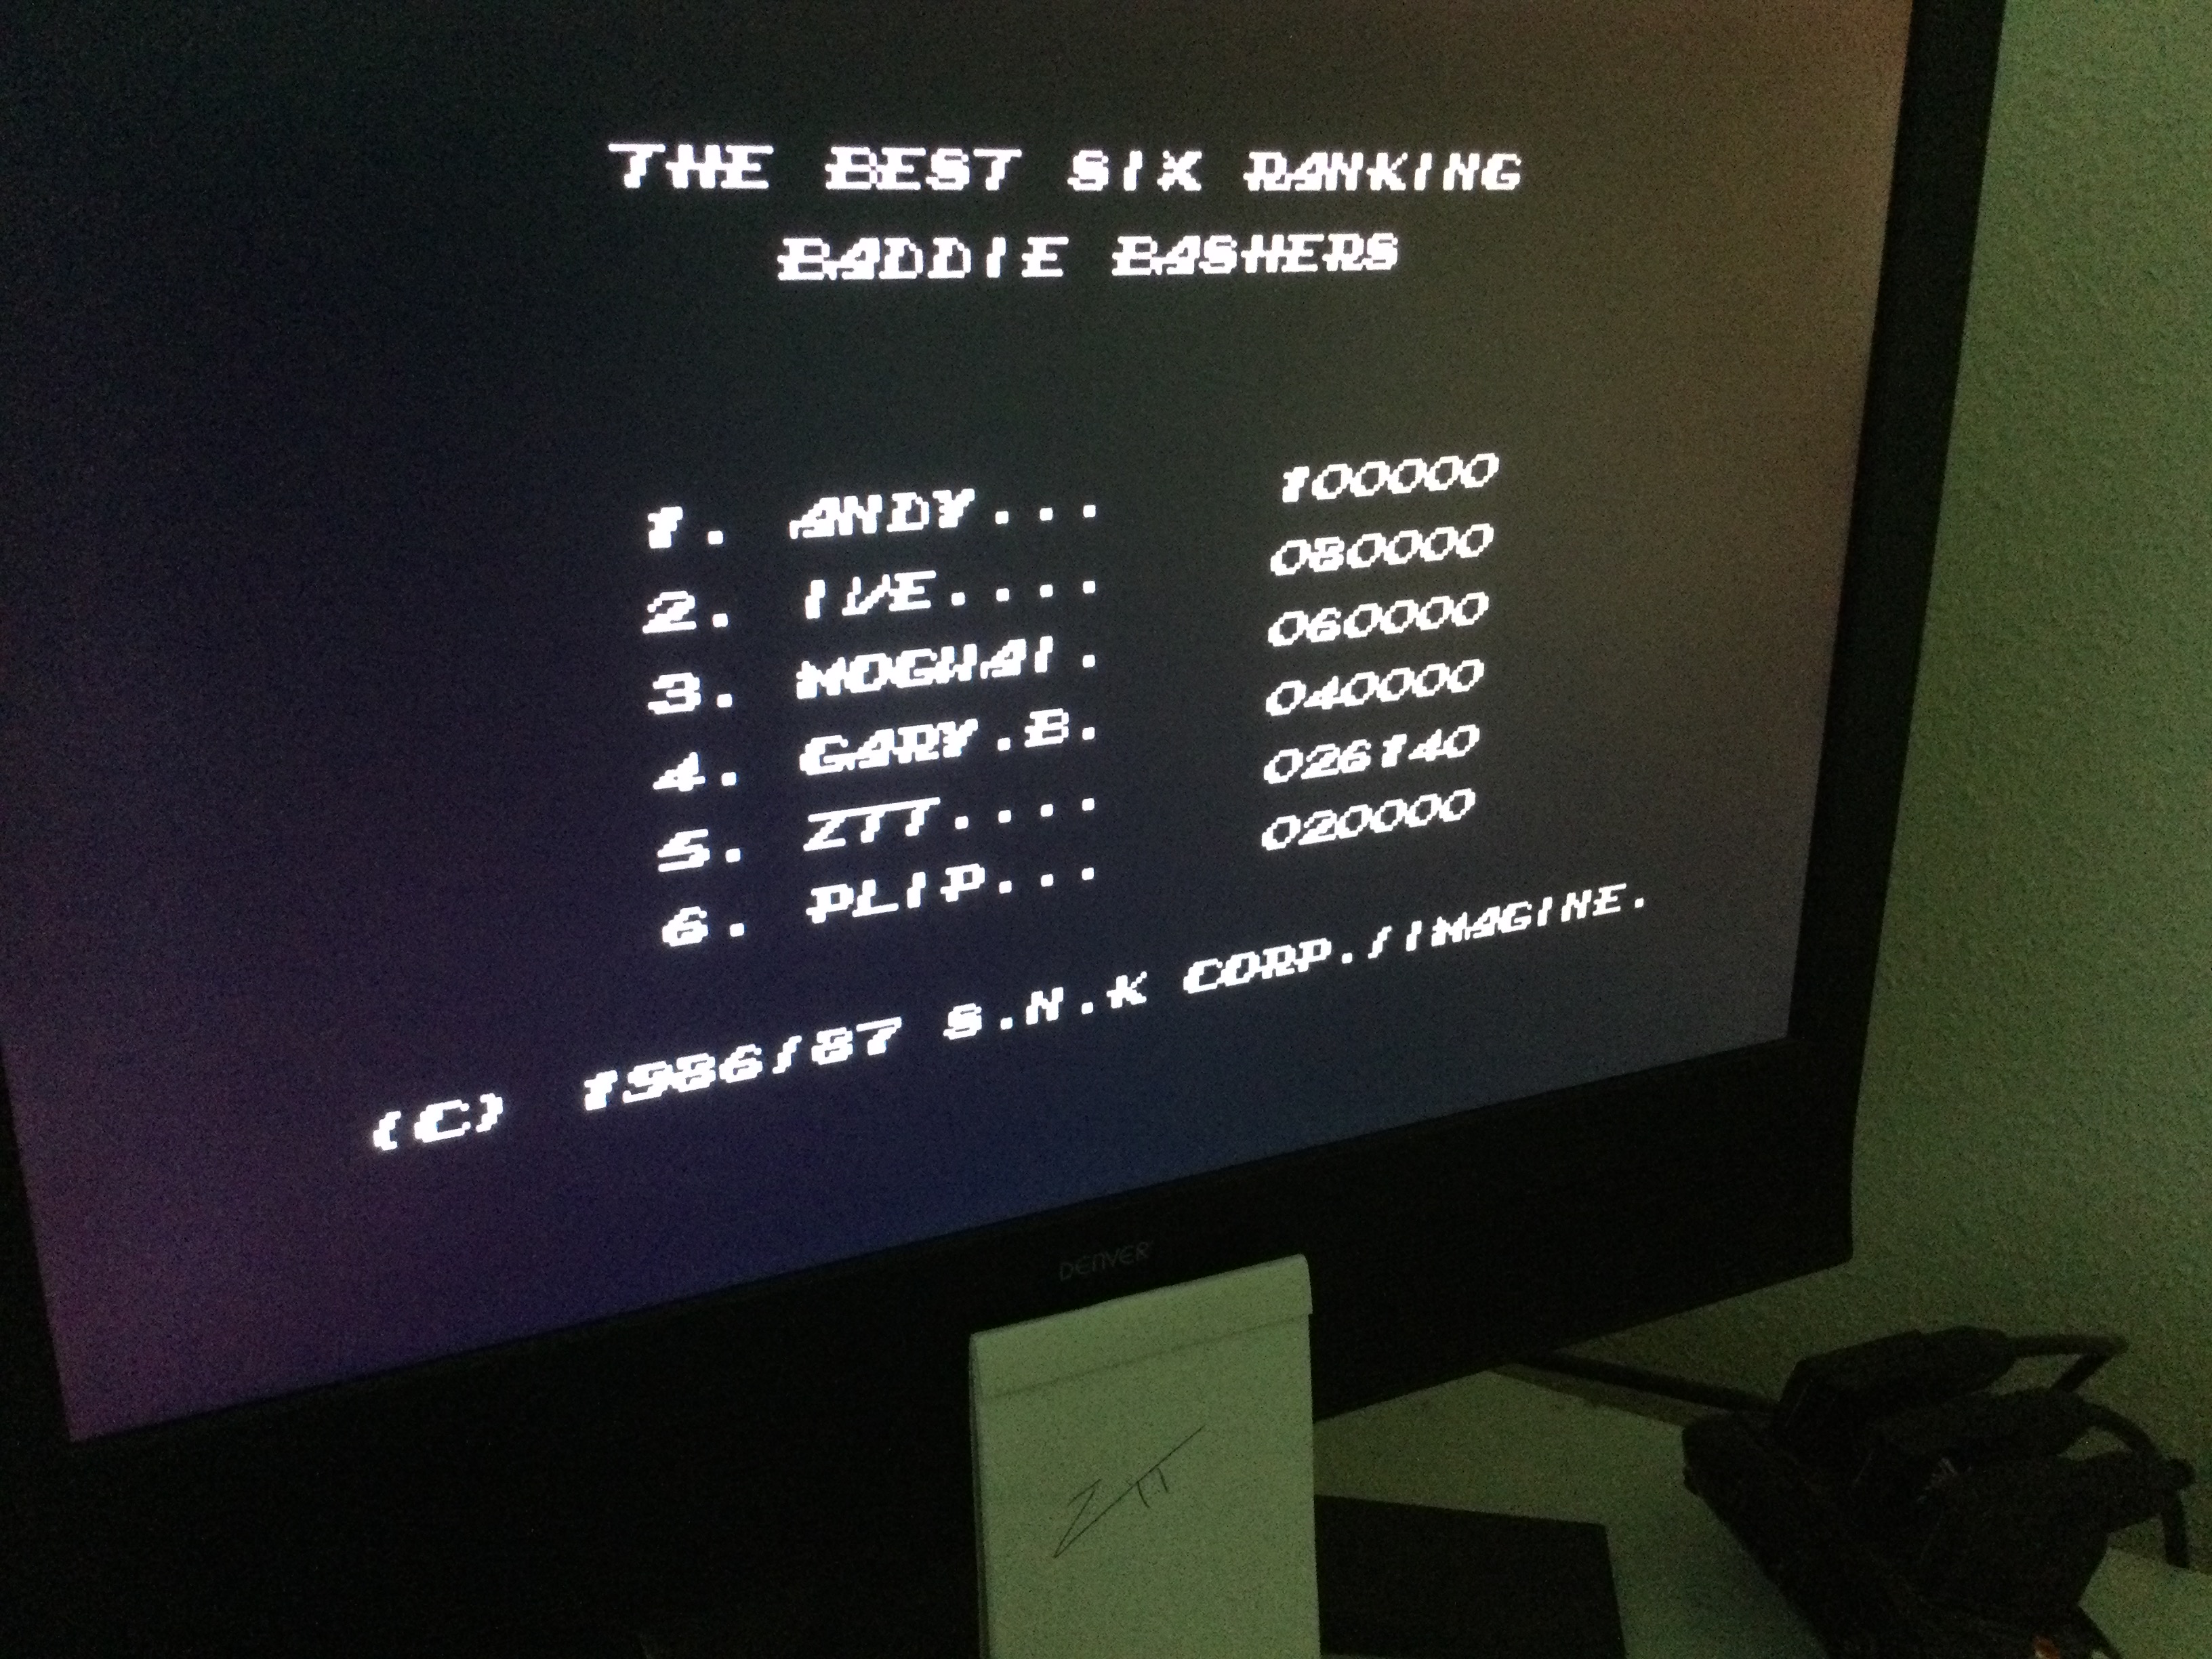 THE BEST SIX RANKING
BADDIE BASHERS
1. ANDY... 100000
2. IVE.... 080000
3. MOGHAI. 060000
4. GARY.B. 040000
5. ZTT.... 026140
6. PLIP... 020000
(C) 1986/87 S.N.K CORP./IMAGINE.
DENVER
ZTT